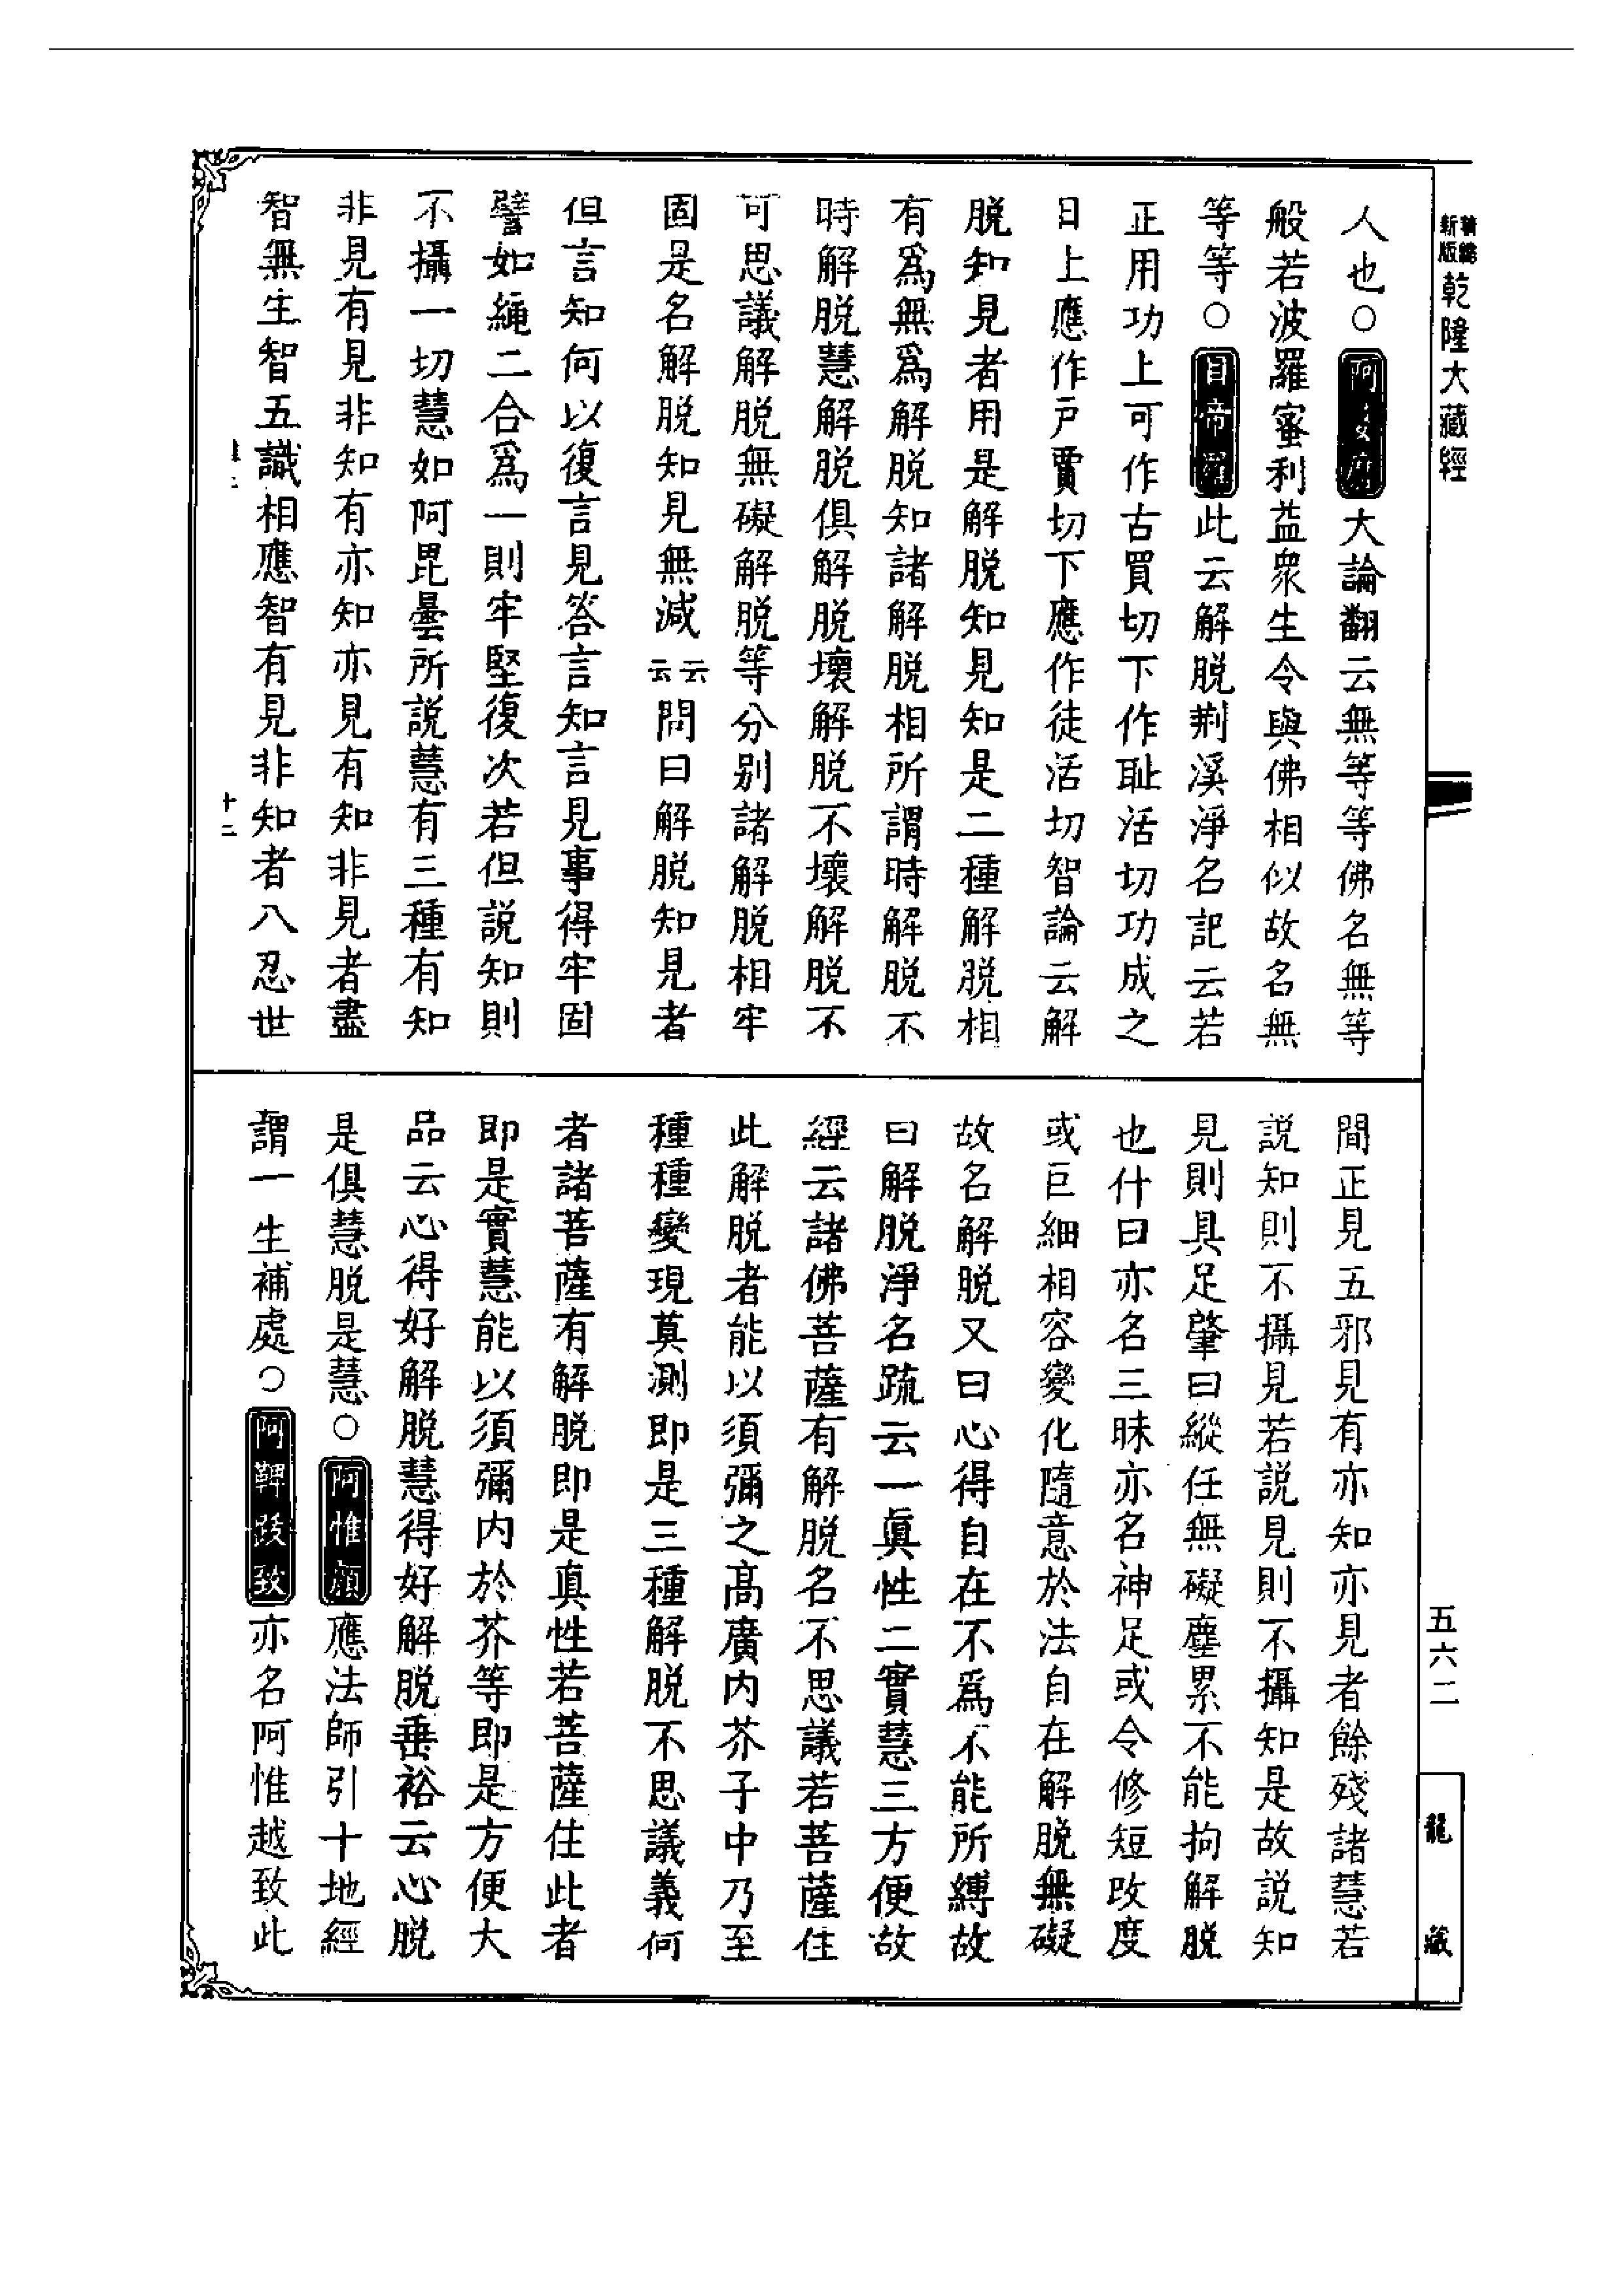 新版
乾隆大藏經
人也○大論翻云無等等佛名無等
般若波羅蜜利益眾生令與佛相似故名無
等等○目帝羅此云解脱荆溪淨名記云若
正用功上可作古買切下作耻活切功成之
日上應作戸賈切下應作徒活切智論云解
脱知見者用是解脱知見知是二種解脱相
有爲無爲解脱知諸解脱相所謂時解脱不
時解脱慧解脱俱解脱壞解脱不壞解脱不
可思議解脱無礙解脱等分别諸解脱相牢
固是名解脱知見無減云云問曰解脱知見者
但言知何以復言見答言知言見事得牢固
譬如繩二合爲一則牢堅復次若但説知則
不攝一切慧如阿毘曇所説慧有三種有知
非見有見非知有亦知亦見有知非見者盡
智無生智五識相應智有見非知者八忍世
十二
間正見五邪見有亦知亦見者餘殘諸慧若
説知則不攝見若説見則不攝知是故説知
見則具足肇曰縱任無礙塵累不能拘解脱
也什曰亦名三昧亦名神足或令修短改度
或巨細相容變化隨意於法自在解脱無礙
故名解脱又曰心得自在不爲不能所縛故
曰解脱淨名疏云一眞性二實慧三方便故
經云諸佛菩薩有解脱名不思議若菩薩住
此解脱者能以須彌之高廣内芥子中乃至
種種變現莫測即是三種解脱不思議義何
者諸菩薩有解脱即是真性若菩薩住此者
即是實慧能以須彌内於芥等即是方便大
品云心得好解脱慧得好解脱垂裕云心脱
是俱慧脱是慧○阿惟顔應法師引十地經
謂一生補處○阿鞞跋致亦名阿惟越致此
五六二
龍藏